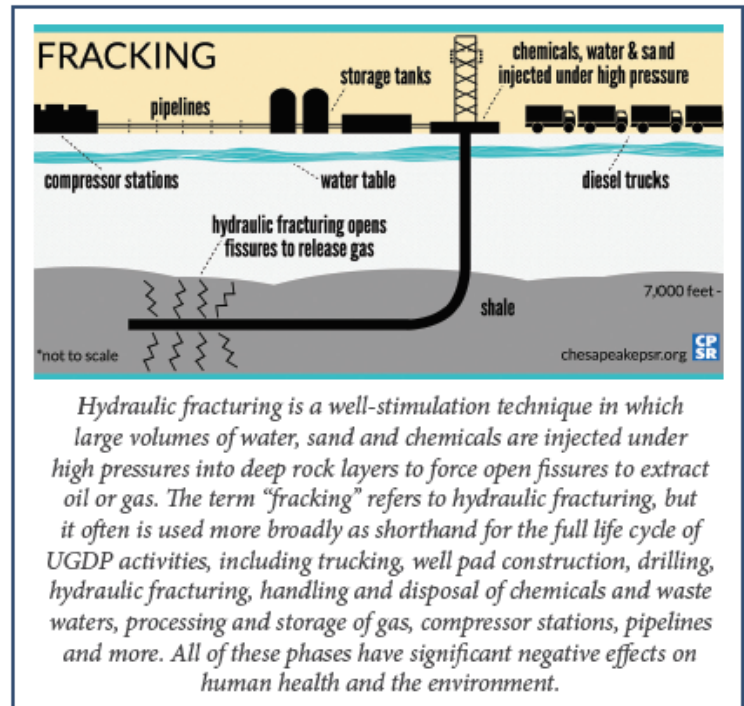 FRACKING
chemicals, water & sand
injected under high pressure
storage tanks
pipelines
compressor stations
water table
diesel trucks
hydraulic fracturing opens
fissures to release gas
7,000 feet -
shale
*not to scale
chesapeakepsr.org
CP
SR
Hydraulic fracturing is a well-stimulation technique in which
large volumes of water, sand and chemicals are injected under
high pressures into deep rock layers to force open fissures to extract
oil or gas. The term “fracking” refers to hydraulic fracturing, but
it often is used more broadly as shorthand for the full life cycle of
UGDP activities, including trucking, well pad construction, drilling,
hydraulic fracturing, handling and disposal of chemicals and waste
waters, processing and storage of gas, compressor stations, pipelines
and more. All of these phases have significant negative effects on
human health and the environment.